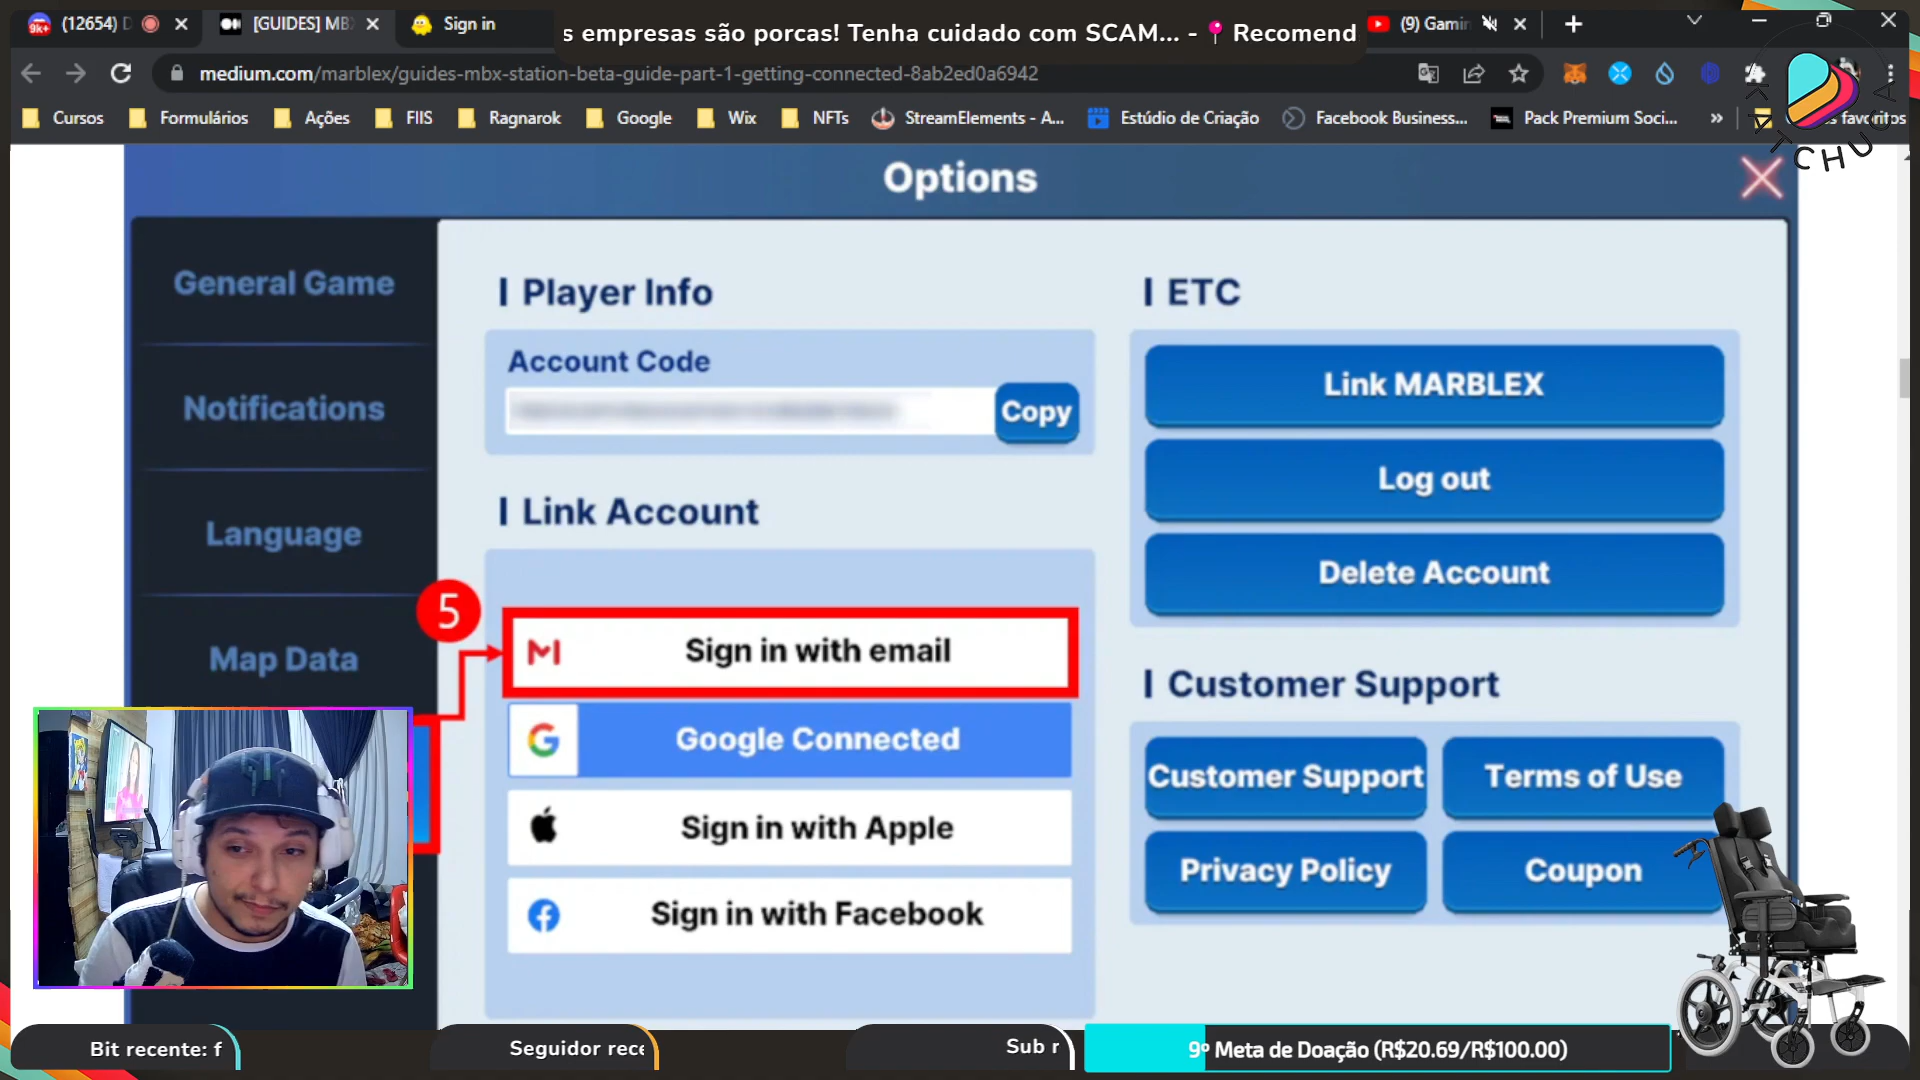 (12654) D
[GUIDES] MBX
Sign in
s empresas são porcas! Tenha cuidado com SCAM... - 📍 Recomend
(9) Gamin
medium.com/marblex/guides-mbx-station-beta-guide-part-1-getting-connected-8ab2ed0a6942
Cursos
Formulários
Ações
FIIS
Ragnarok
Google
Wix
NFTs
StreamElements - A...
Estúdio de Criação
Facebook Business...
Pack Premium Soci...
»
s favoritos
Options
General Game
Notifications
Language
Map Data
Player Info
Account Code
Copy
Link Account
5
Sign in with email
Google Connected
Sign in with Apple
Sign in with Facebook
ETC
Link MARBLEX
Log out
Delete Account
Customer Support
Customer Support
Terms of Use
Privacy Policy
Coupon
Bit recente: f
Seguidor rece
Sub r
9º Meta de Doação (R$20.69/R$100.00)